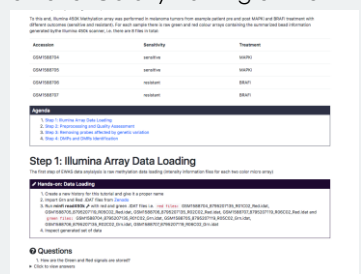 To this end, Illumina 450K Methylation array was performed in melanoma tumors from example patient pre and post MAPKi and BRAFi treatment with
different outcomes (sensitive and resistant). For each sample there is raw green and red colour arrays containing the summarized bead information
generated by the Illumina 450k scanner, i.e. there are 8 files in total:
Accession Sensitivity Treatment
GSM1588704 sensitive MAPKi
GSM1588705 sensitive BRAFi
GSM1588706 resistant BRAFi
GSM1588707 resistant BRAFi
Agenda
1. Step 1: Illumina Array Data Loading
2. Step 2: Preprocessing and Quality Assessment
3. Step 3: Removing probes affected by genetic variation
4. Step 4: DMPs and DMRs Identification
Step 1: Illumina Array Data Loading
The first step of EWAS data analysis is raw methylation data loading (intensity information files for each two color micro array)
Hands-on: Data Loading
1. Create a new history for this tutorial and give it a proper name
2. Import Grn and Red .IDAT files from Zenodo
3. Run minfi read450k with red and green .IDAT files i.e.
4. Import generated set of data
Questions
1. How are the Green and Red signals are stored?
Click to view answers